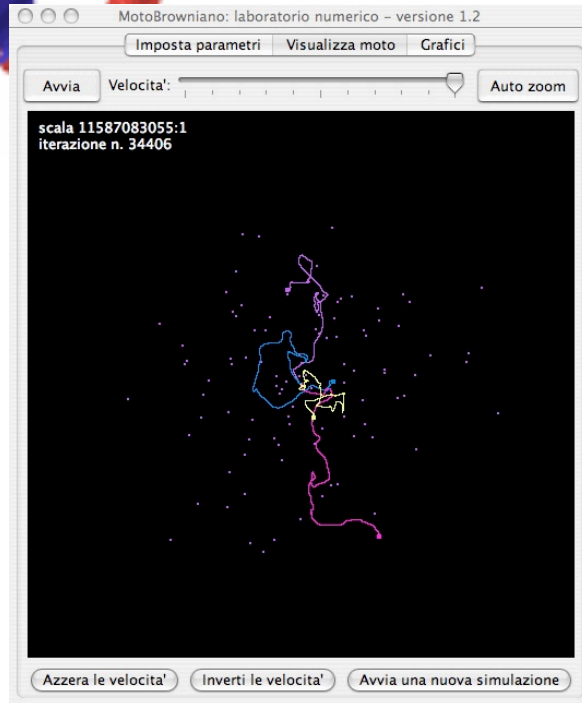 MotoBrowniano: laboratorio numerico – versione 1.2
Imposta parametri Visualizza moto Grafici
Avvia Velocita': Auto zoom
scala 11587083055:1
iterazione n. 34406
Azzera le velocita' Inverti le velocita' Avvia una nuova simulazione